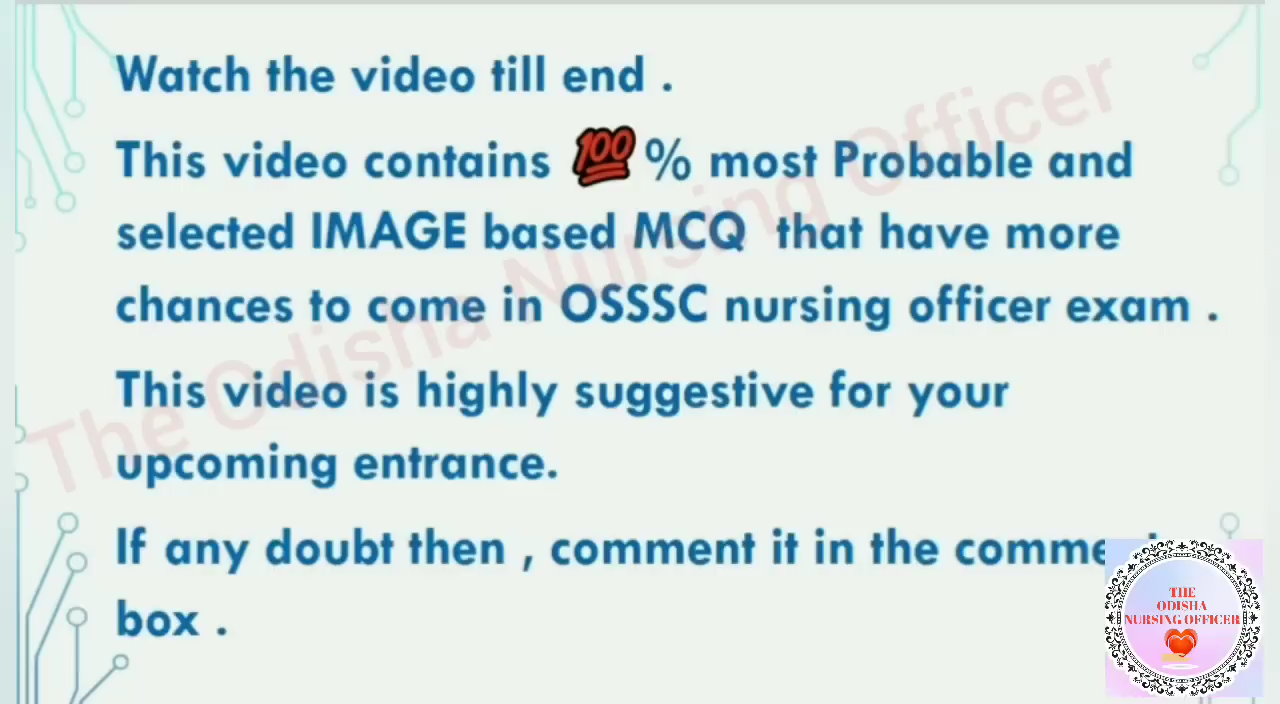 Watch the video till end .
This video contains 💯 % most Probable and
selected IMAGE based MCQ that have more
chances to come in OSSSC nursing officer exam .
This video is highly suggestive for your
upcoming entrance.
If any doubt then , comment it in the
box .
The Odisha Nursing Officer
THE
ODISHA
NURSING OFFICER